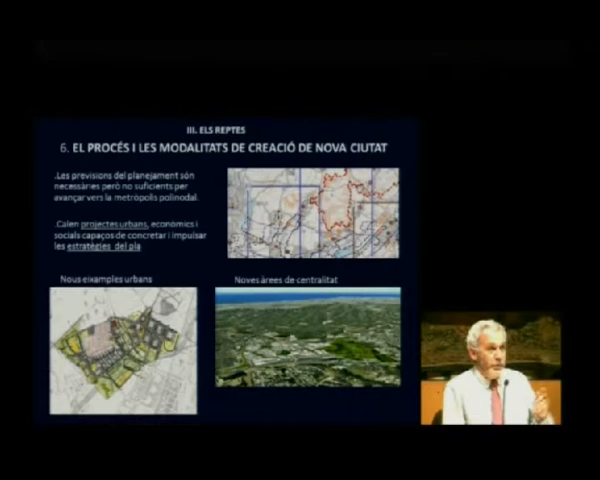 III. ELS REPTES
6. EL PROCÉS I LES MODALITATS DE CREACIÓ DE NOVA CIUTAT
.Les previsions del planejament són
necessàries però no suficients per
avançar vers la metròpolis polinodal.
.Calen projectes urbans, econòmics i
socials capaços de concretar i impulsar
les estratègies del pla
Nous eixamples urbans
Noves àrees de centralitat